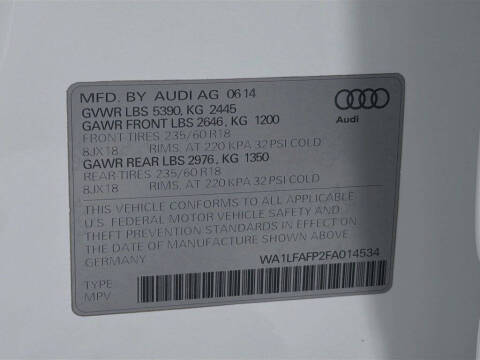 MFD. BY AUDI AG 06 14
GVWR LBS 5390, KG 2445
GAWR FRONT LBS 2646, KG 1200
FRONT TIRES 235/60 R18
8JX18 RIMS, AT 220 KPA 32 PSI COLD
GAWR REAR LBS 2976, KG 1350
REAR TIRES 235/60 R18
8JX18 RIMS, AT 220 KPA 32 PSI COLD
Audi
THIS VEHICLE CONFORMS TO ALL APPLICABLE
U.S. FEDERAL MOTOR VEHICLE SAFETY AND
THEFT PREVENTION STANDARDS IN EFFECT ON
THE DATE OF MANUFACTURE SHOWN ABOVE
GERMANY WA1LFAFP2FA014534
TYPE
MPV